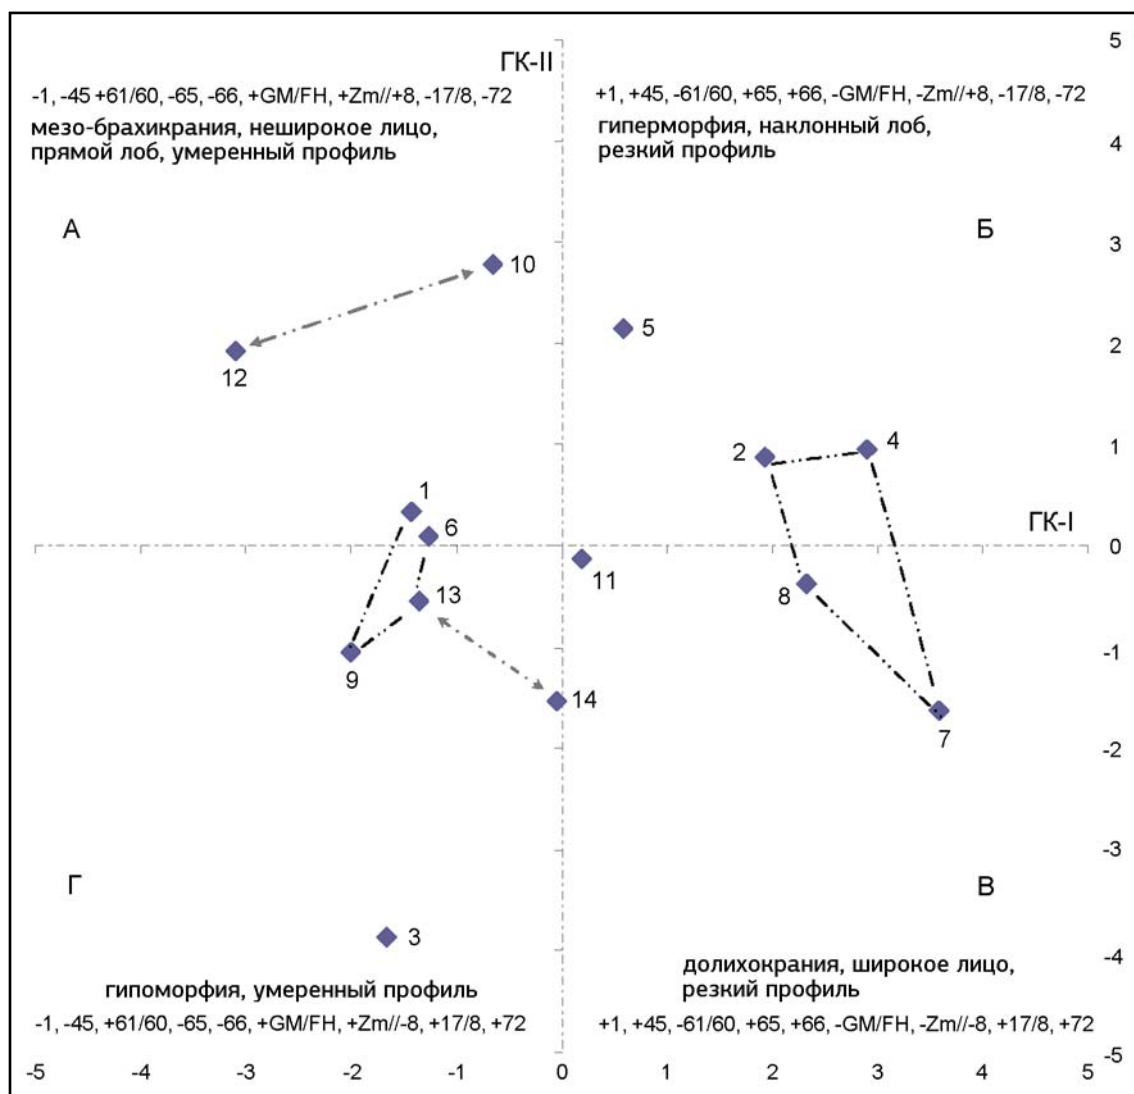 5
ГК-II
-1, -45 +61/60, -65, -66, +GM/FH, +Zm//+8, -17/8, -72
+1, +45, -61/60, +65, +66, -GM/FH, -Zm//+8, -17/8, -72
мезо-брахикрания, неширокое лицо,
прямой лоб, умеренный профиль
гиперморфия, наклонный лоб,
резкий профиль
4
А
Б
3
10
5
2
12
2
4
1
1
6
ГК-I
0
11
13
8
9
14
-1
7
-2
-3
Г
В
3
-4
гипоморфия, умеренный профиль
долихокрания, широкое лицо,
резкий профиль
-1, -45, +61/60, -65, -66, +GM/FH, +Zm//-8, +17/8, +72
+1, +45, -61/60, +65, +66, -GM/FH, -Zm//-8, +17/8, +72
-5
-5 -4 -3 -2 -1 0 1 2 3 4 5